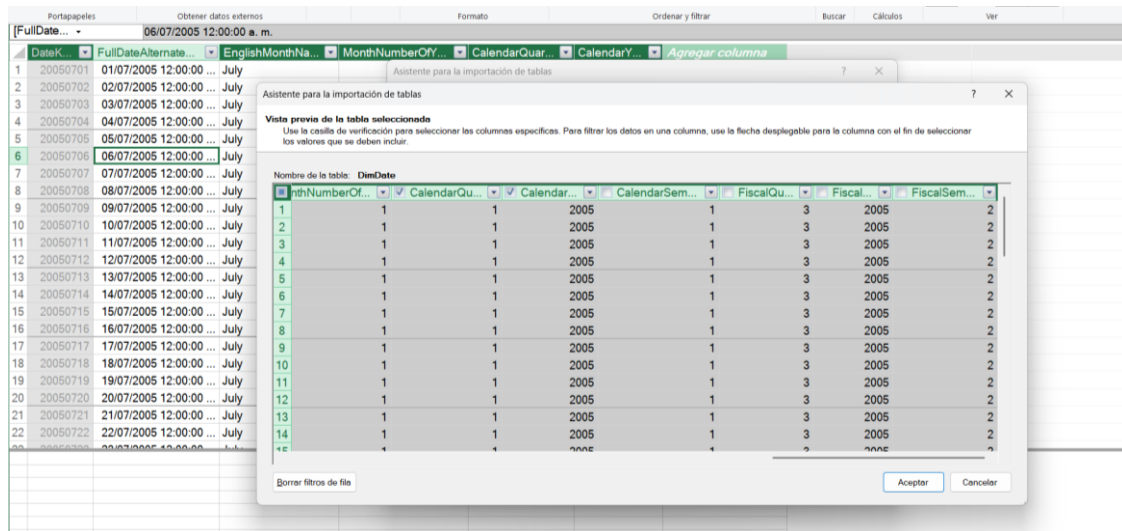 Portapapeles Obtener datos externos Formato Ordenar y filtrar Buscar Cálculos Ver
[FullDate... 06/07/2005 12:00:00 a. m.
DateK... FullDateAlternate... EnglishMonthNa... MonthNumberOfY... CalendarQuar... CalendarY... Agregar columna
1 20050701 01/07/2005 12:00:00 ... July
2 20050702 02/07/2005 12:00:00 ... July
3 20050703 03/07/2005 12:00:00 ... July
4 20050704 04/07/2005 12:00:00 ... July
5 20050705 05/07/2005 12:00:00 ... July
6 20050706 06/07/2005 12:00:00 ... July
7 20050707 07/07/2005 12:00:00 ... July
8 20050708 08/07/2005 12:00:00 ... July
9 20050709 09/07/2005 12:00:00 ... July
10 20050710 10/07/2005 12:00:00 ... July
11 20050711 11/07/2005 12:00:00 ... July
12 20050712 12/07/2005 12:00:00 ... July
13 20050713 13/07/2005 12:00:00 ... July
14 20050714 14/07/2005 12:00:00 ... July
15 20050715 15/07/2005 12:00:00 ... July
16 20050716 16/07/2005 12:00:00 ... July
17 20050717 17/07/2005 12:00:00 ... July
18 20050718 18/07/2005 12:00:00 ... July
19 20050719 19/07/2005 12:00:00 ... July
20 20050720 20/07/2005 12:00:00 ... July
21 20050721 21/07/2005 12:00:00 ... July
22 20050722 22/07/2005 12:00:00 ... July
Asistente para la importación de tablas ?
Asistente para la importación de tablas ?
Vista previa de la tabla seleccionada
Use la casilla de verificación para seleccionar las columnas específicas. Para filtrar los datos en una columna, use la flecha desplegable para la columna con el fin de seleccionar
los valores que se deben incluir.
Nombre de la tabla: DimDate
nthNumberOf... CalendarQu... Calendar... CalendarSem... FiscalQu... Fiscal... FiscalSem...
1 1 1 2005 1 3 2005 2
2 1 1 2005 1 3 2005 2
3 1 1 2005 1 3 2005 2
4 1 1 2005 1 3 2005 2
5 1 1 2005 1 3 2005 2
6 1 1 2005 1 3 2005 2
7 1 1 2005 1 3 2005 2
8 1 1 2005 1 3 2005 2
9 1 1 2005 1 3 2005 2
10 1 1 2005 1 3 2005 2
11 1 1 2005 1 3 2005 2
12 1 1 2005 1 3 2005 2
13 1 1 2005 1 3 2005 2
14 1 1 2005 1 3 2005 2
Borrar filtros de fila Aceptar Cancelar